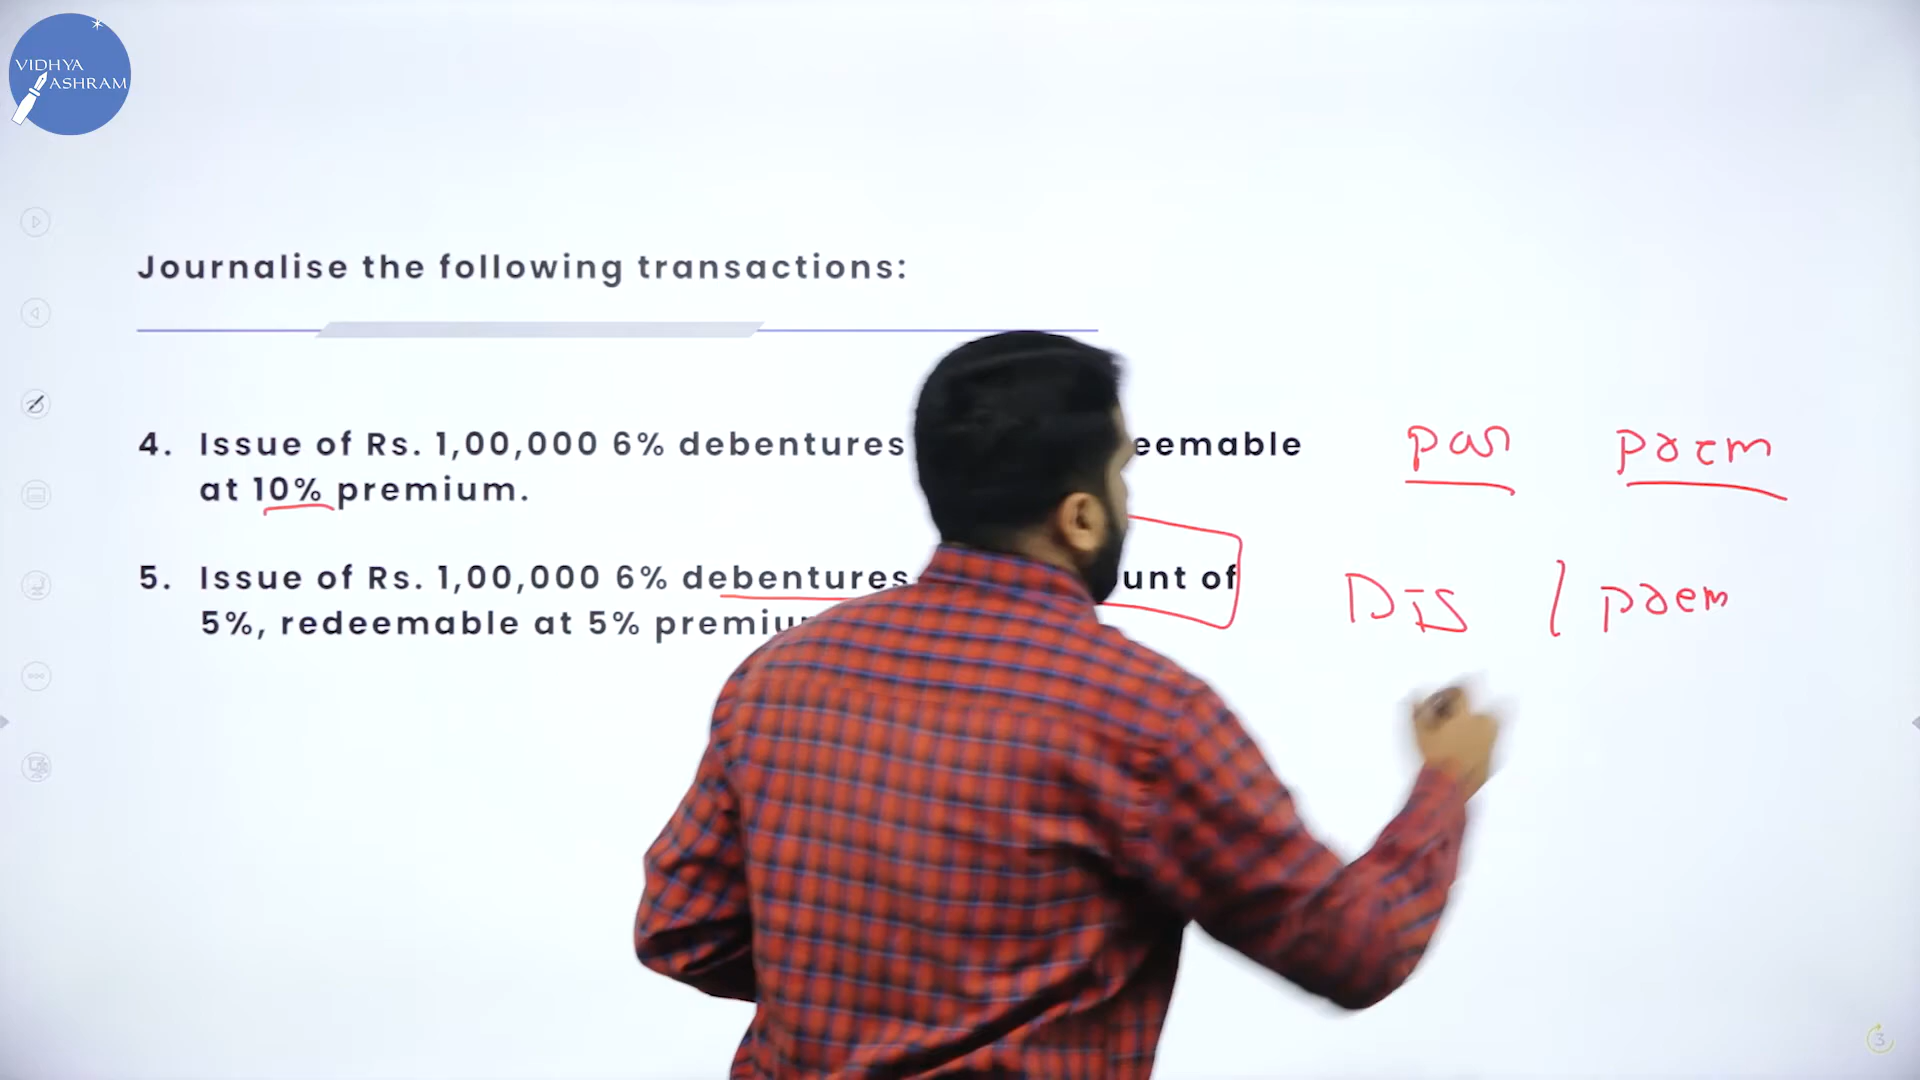 VIDHYA
ASHRAM
Journalise the following transactions:
4. Issue of Rs. 1,00,000 6% debentures eemable
at 10% premium.
par prem
5. Issue of Rs. 1,00,000 6% debentures unt of
5%, redeemable at 5% premiu
DIS / prem
3